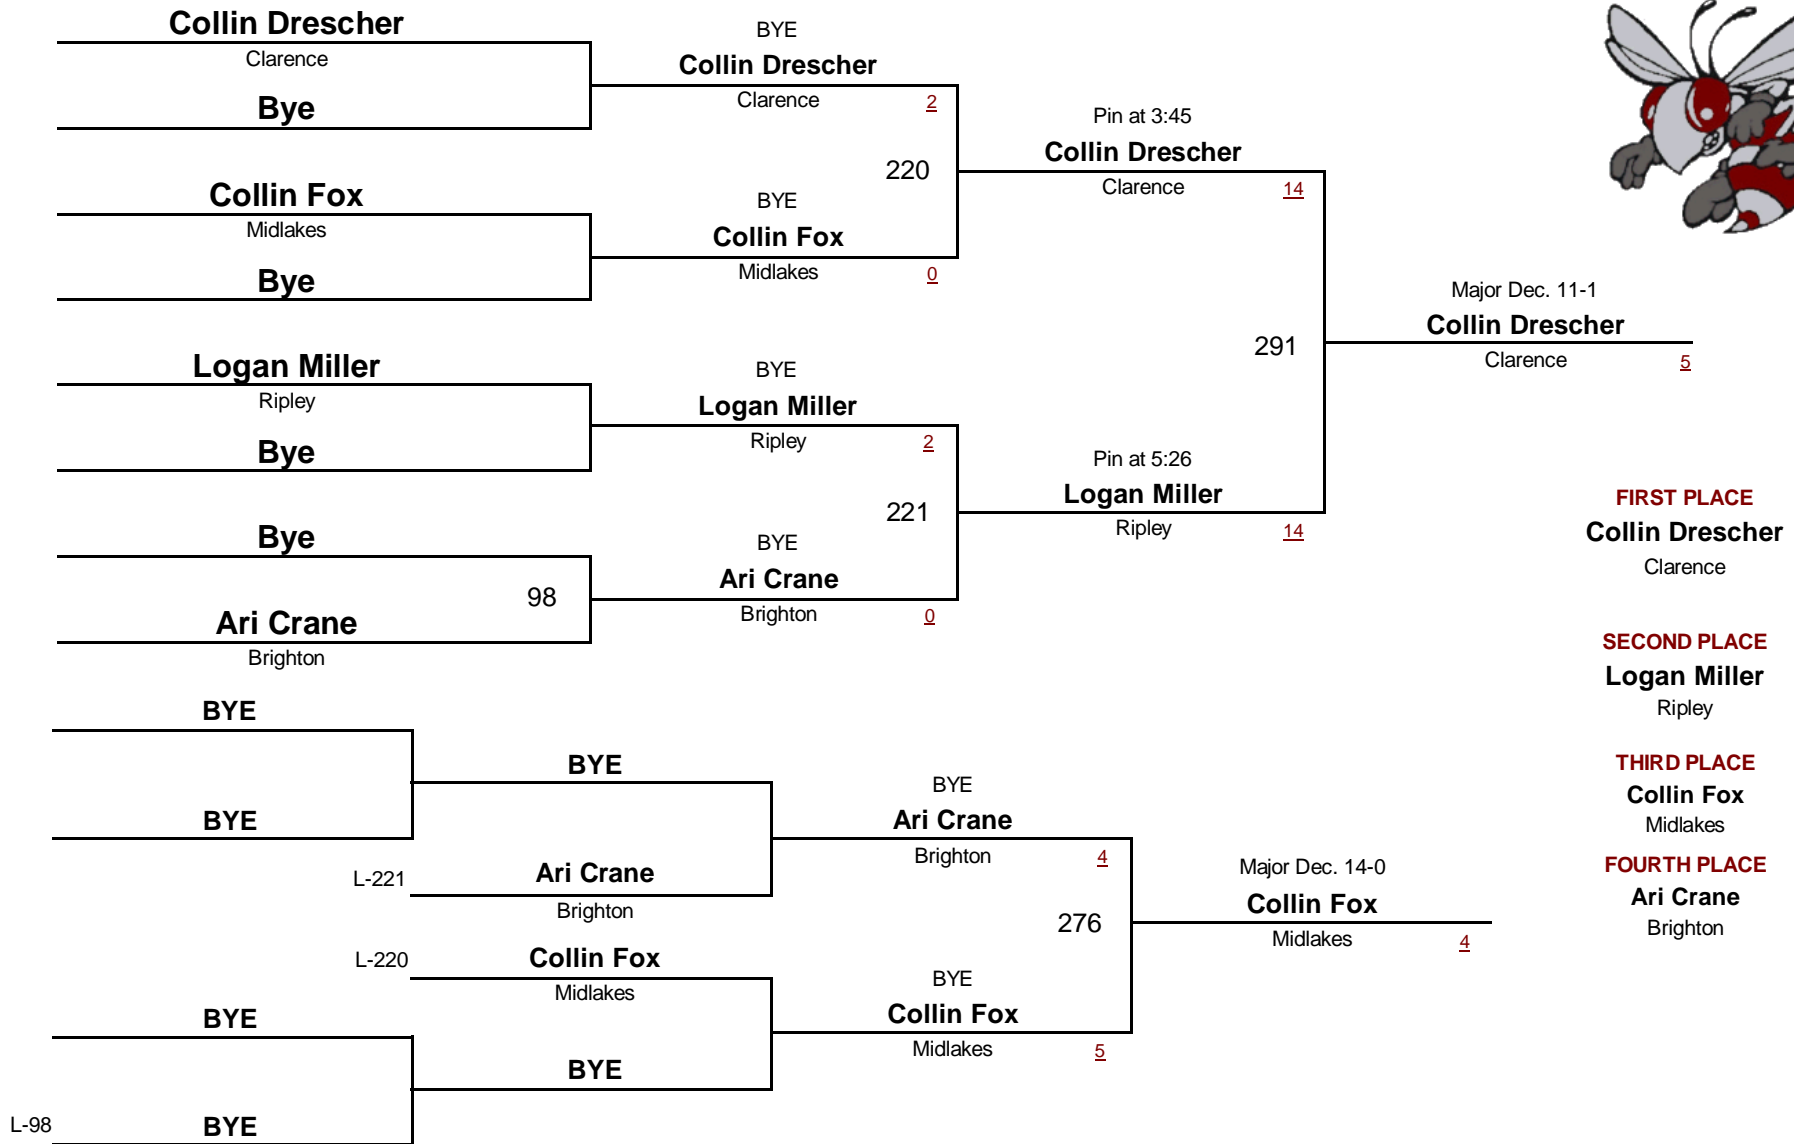 Collin Drescher
Clarence
Bye
Collin Fox
Midlakes
Bye
Logan Miller
Ripley
Bye
Bye
98
Ari Crane
Brighton
BYE
Collin Drescher
Clarence 2
220
BYE
Collin Fox
Midlakes 0
BYE
Logan Miller
Ripley 2
221
BYE
Ari Crane
Brighton 0
Pin at 3:45
Collin Drescher
Clarence 14
291
Pin at 5:26
Logan Miller
Ripley 14
Major Dec. 11-1
Collin Drescher
Clarence 5
FIRST PLACE
Collin Drescher
Clarence
SECOND PLACE
Logan Miller
Ripley
THIRD PLACE
Collin Fox
Midlakes
FOURTH PLACE
Ari Crane
Brighton
BYE
BYE
BYE
L-221 Ari Crane
Brighton
L-220 Collin Fox
Midlakes
BYE
BYE
L-98 BYE
BYE
Ari Crane
Brighton 4
276
BYE
Collin Fox
Midlakes 5
Major Dec. 14-0
Collin Fox
Midlakes 4